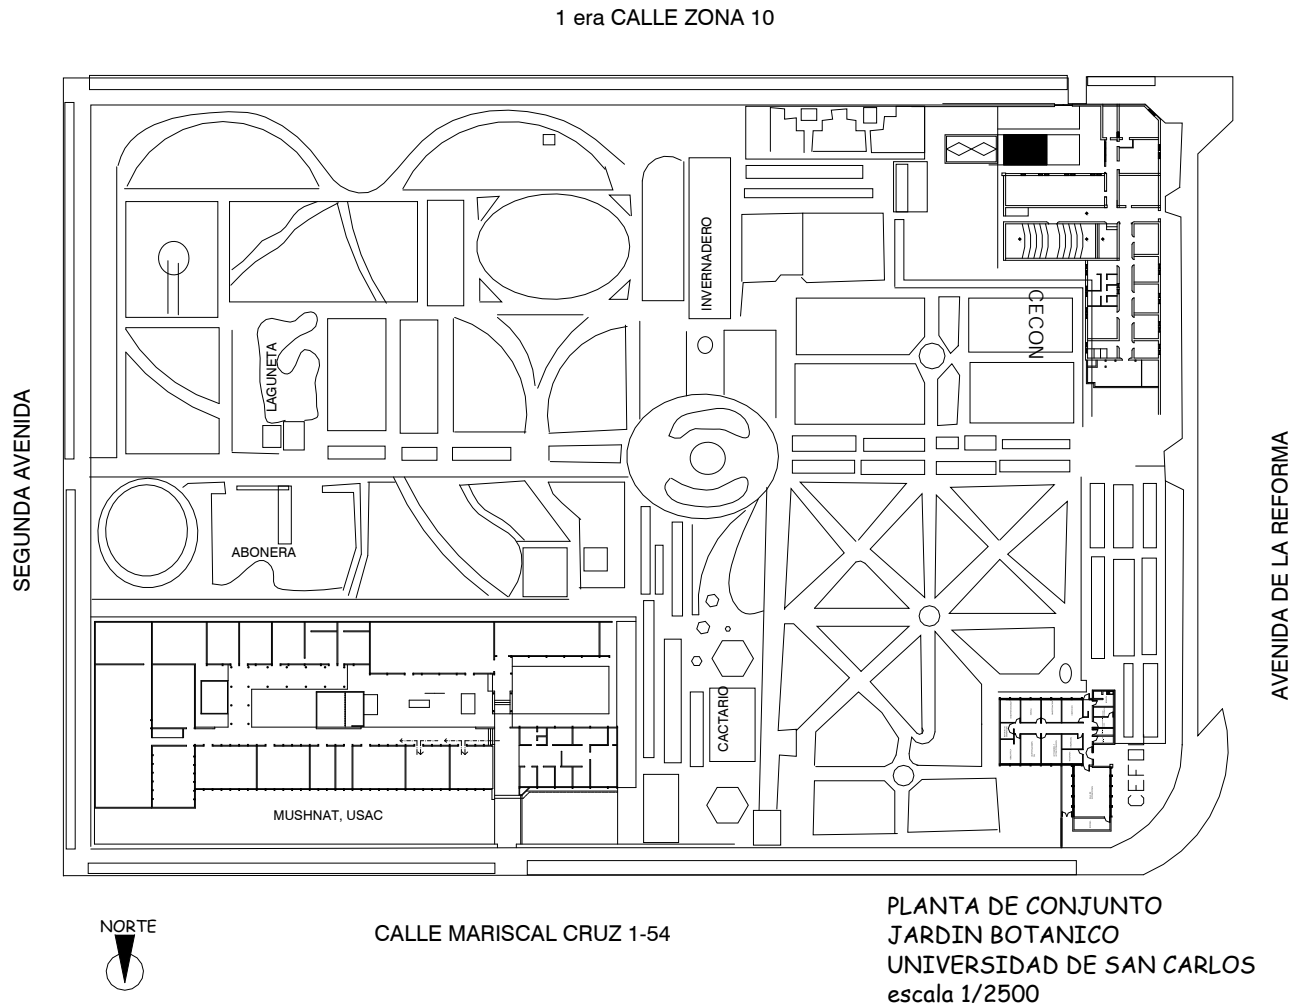 1 era CALLE ZONA 10
INVERNADERO
CECON
LAGUNETA
SEGUNDA AVENIDA
AVENIDA DE LA REFORMA
ABONERA
CACTARIO
CEFE
MUSHNAT, USAC
NORTE
CALLE MARISCAL CRUZ 1-54
PLANTA DE CONJUNTO
JARDIN BOTANICO
UNIVERSIDAD DE SAN CARLOS
escala 1/2500